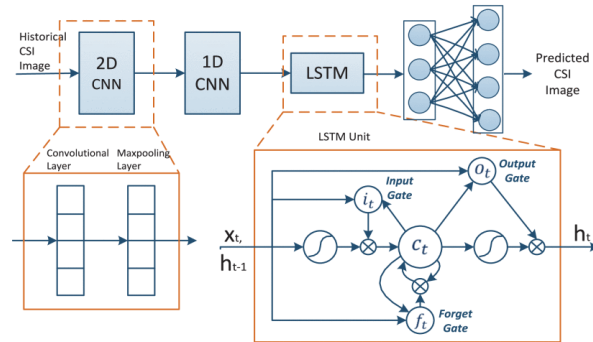 Historical
CSI
Image
2D
CNN
1D
CNN
LSTM
Predicted
CSI
Image
LSTM Unit
Convolutional
Layer
Maxpooling
Layer
Input
Gate
Output
Gate
i_t
o_t
x_t,
h_{t-1}
c_t
h_t
f_t
Forget
Gate